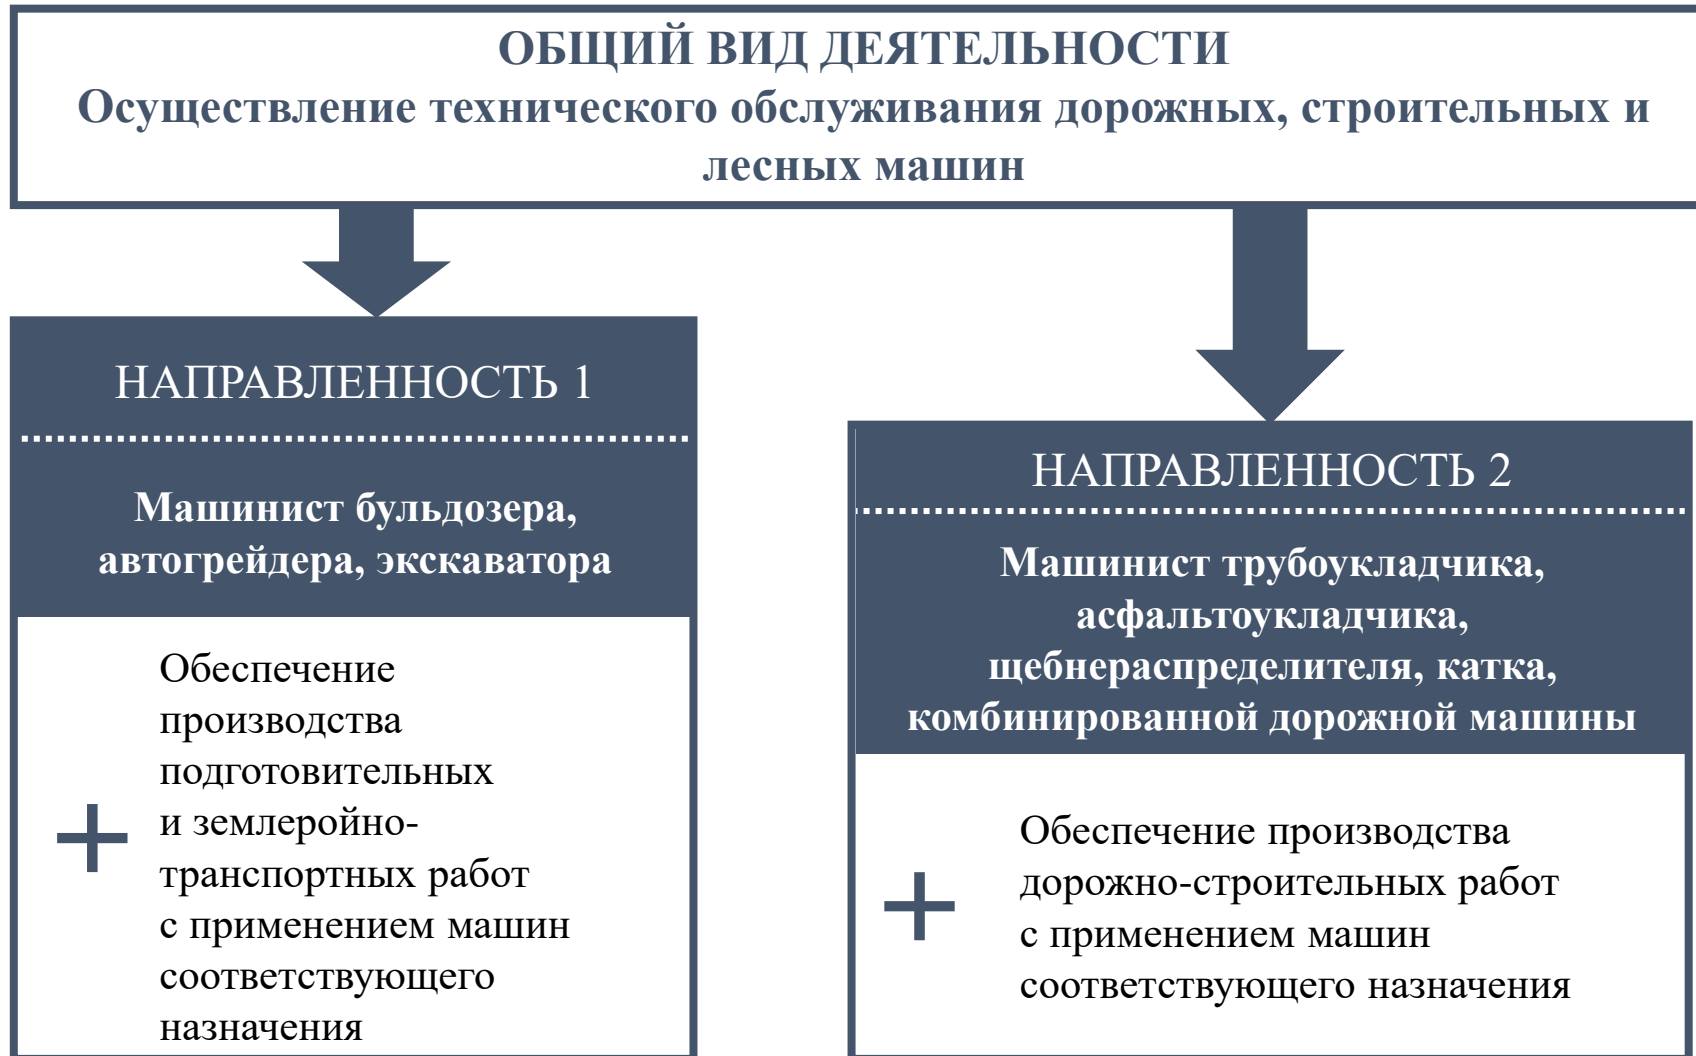 ОБЩИЙ ВИД ДЕЯТЕЛЬНОСТИ
Осуществление технического обслуживания дорожных, строительных и
лесных машин
НАПРАВЛЕННОСТЬ 1
Машинист бульдозера,
автогрейдера, экскаватора
+
Обеспечение
производства
подготовительных
и землеройно-
транспортных работ
с применением машин
соответствующего
назначения
НАПРАВЛЕННОСТЬ 2
Машинист трубоукладчика,
асфальтоукладчика,
щебнераспределителя, катка,
комбинированной дорожной машины
+
Обеспечение производства
дорожно-строительных работ
с применением машин
соответствующего назначения